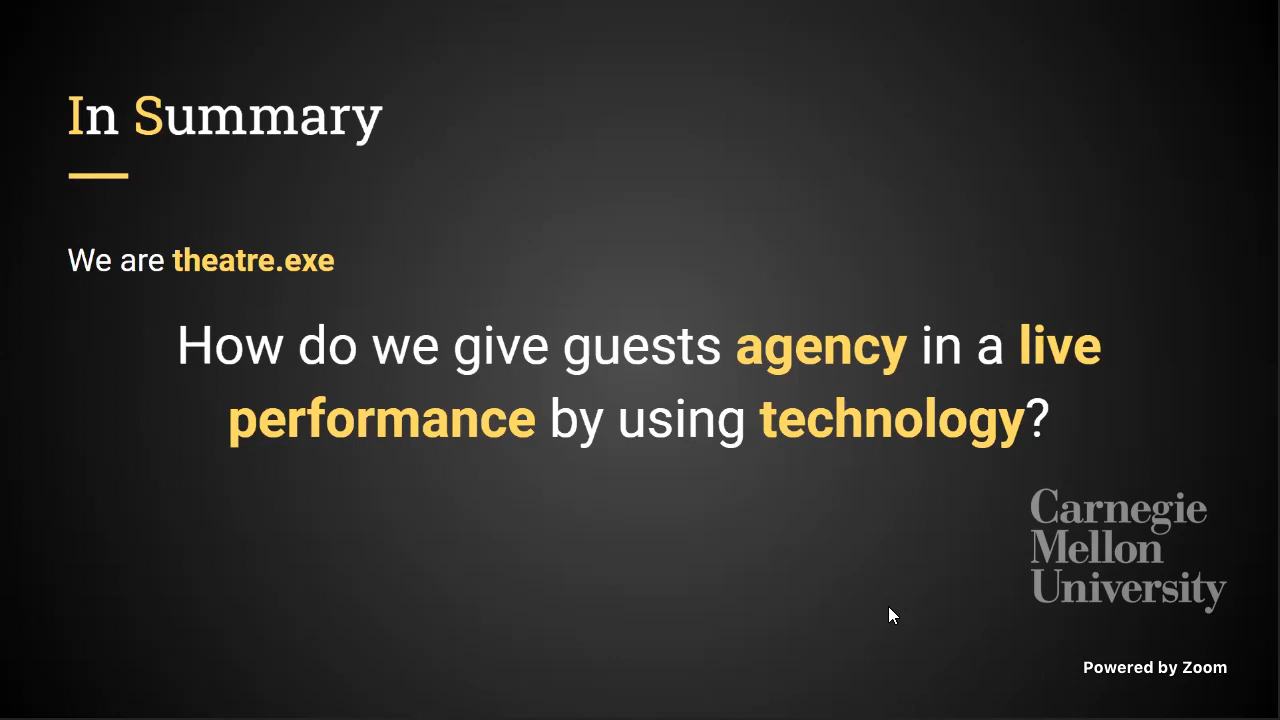 In Summary
We are theatre.exe
How do we give guests agency in a live
performance by using technology?
Carnegie
Mellon
University
Powered by Zoom